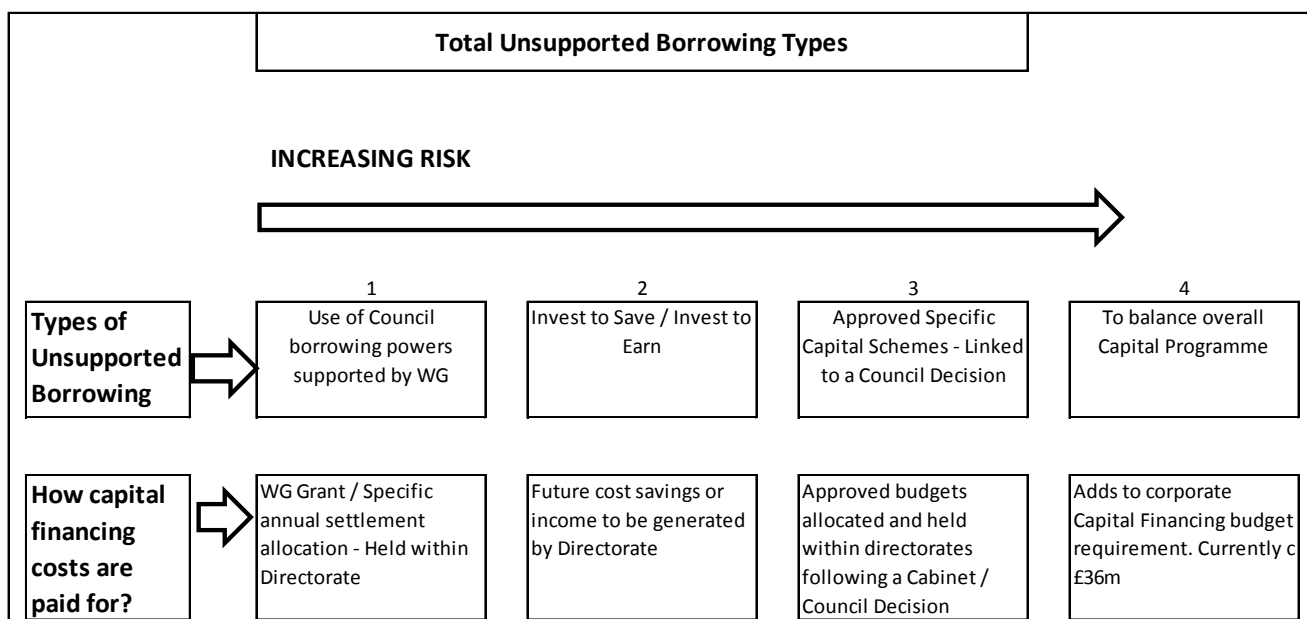 Total Unsupported Borrowing Types
INCREASING RISK
1
2
3
4
Types of
Unsupported
Borrowing
Use of Council
borrowing powers
supported by WG
Invest to Save / Invest to
Earn
Approved Specific
Capital Schemes - Linked
to a Council Decision
To balance overall
Capital Programme
How capital
financing
costs are
paid for?
WG Grant / Specific
annual settlement
allocation - Held within
Directorate
Future cost savings or
income to be generated
by Directorate
Approved budgets
allocated and held
within directorates
following a Cabinet /
Council Decision
Adds to corporate
Capital Financing budget
requirement. Currently c
£36m